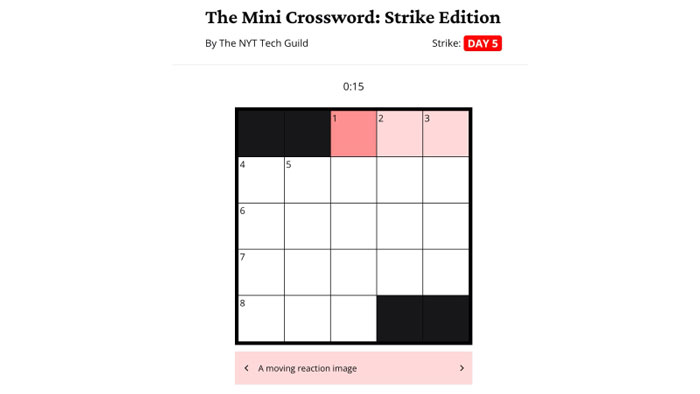 The Mini Crossword: Strike Edition
By The NYT Tech Guild Strike: DAY 5
0:15
1 2 3
4 5
6
7
8
A moving reaction image